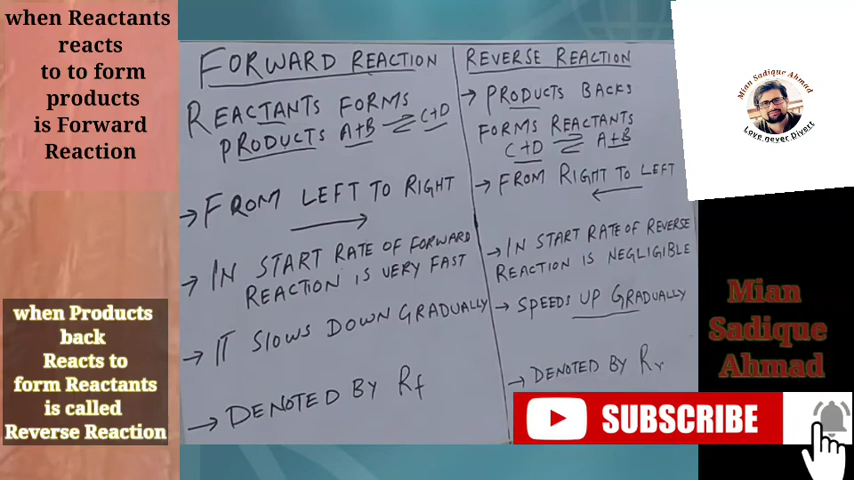 when Reactants
reacts
to to form
products
is Forward
Reaction
when Products
back
Reacts to
form Reactants
is called
Reverse Reaction
FORWARD REACTION
REACTANTS FORMS
PRODUCTS A+B ⇌ C+D
→ FROM LEFT TO RIGHT
→ IN START RATE OF FORWARD
REACTION IS VERY FAST
→ IT SLOWS DOWN GRADUALLY
→ DENOTED BY Rf
REVERSE REACTION
→ PRODUCTS BACKS
FORMS REACTANTS
C+D ⇌ A+B
→ FROM RIGHT TO LEFT
→ IN START RATE OF REVERSE
REACTION IS NEGLIGIBLE
→ SPEEDS UP GRADUALLY
→ DENOTED BY Rr
Mian Sadique Ahmad
Love never Divert
Mian
Sadique
Ahmad
SUBSCRIBE